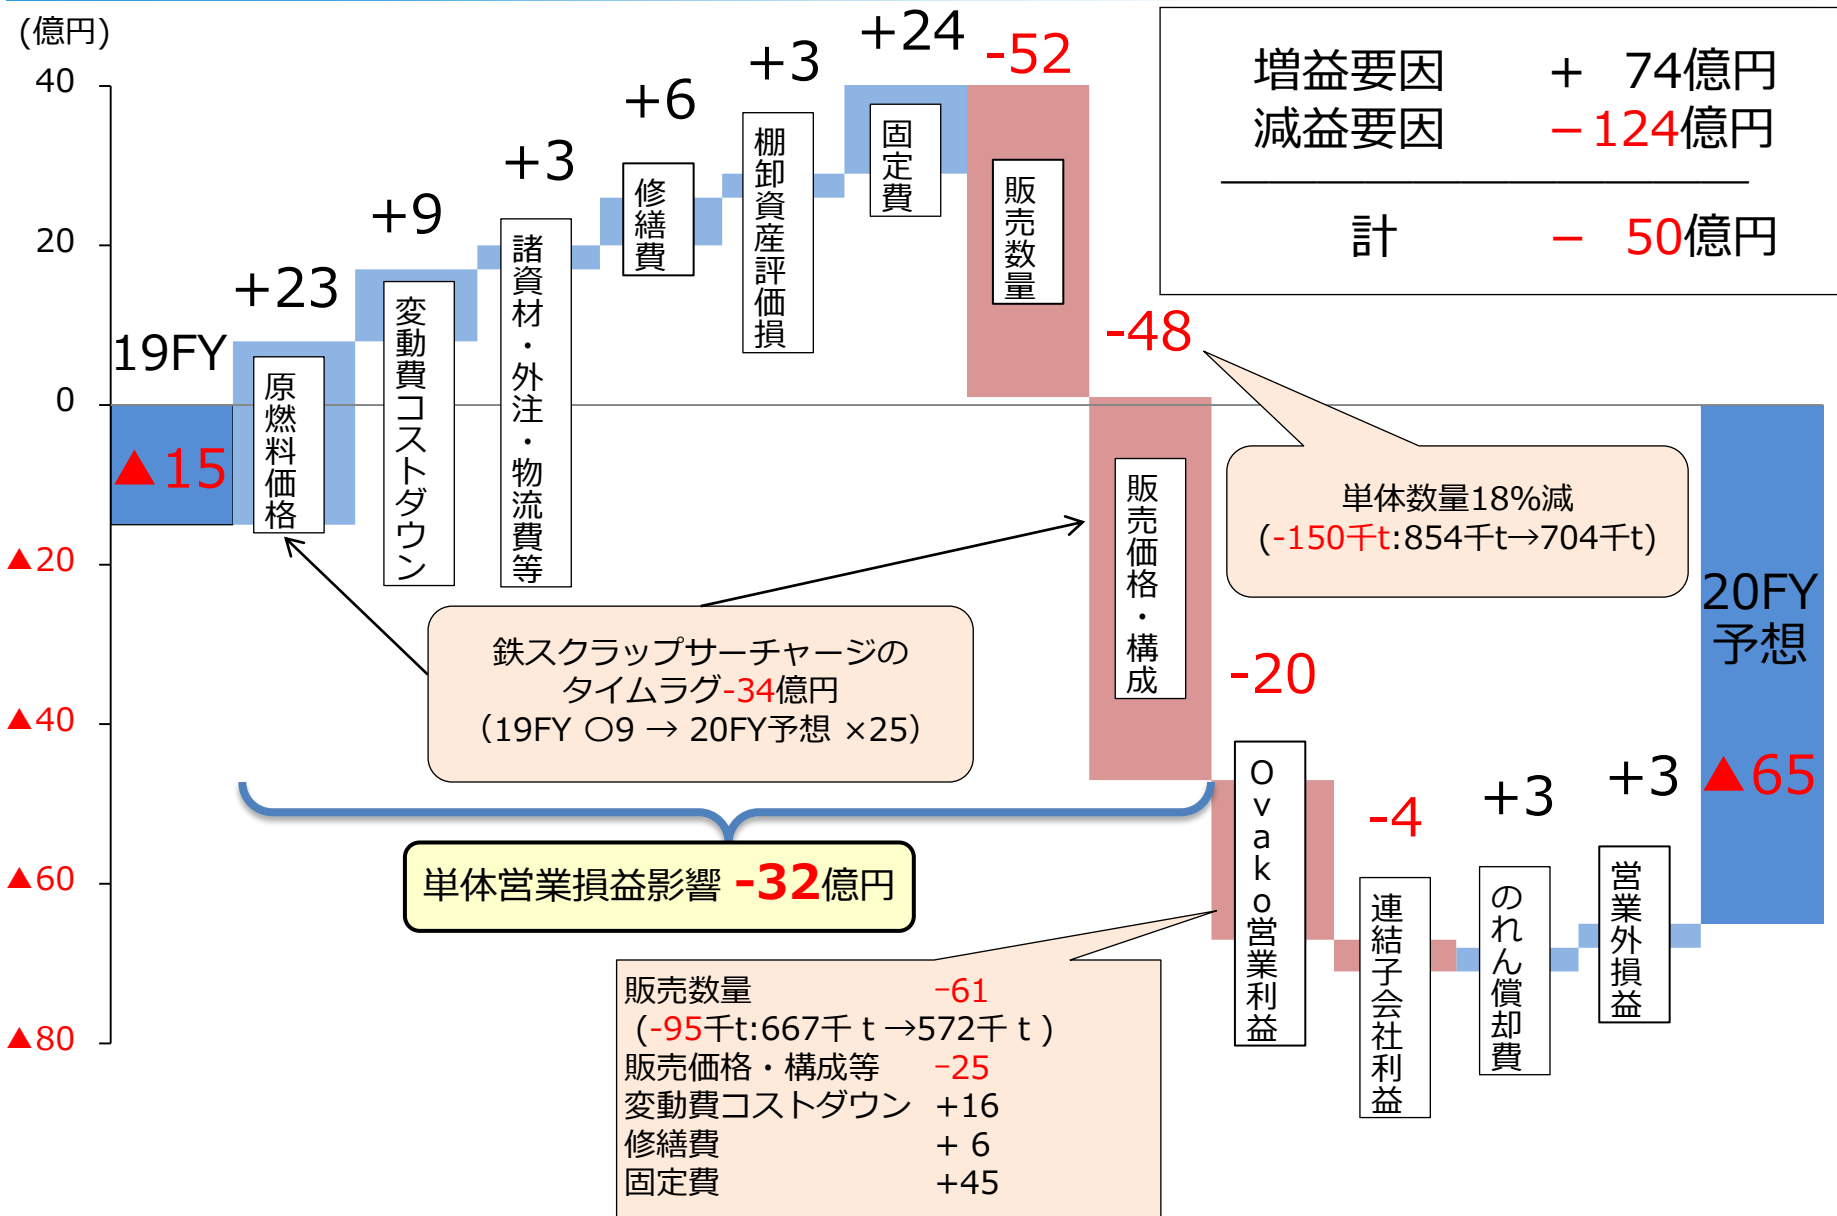 (億円)
40
20
0
▲20
▲40
▲60
▲80
19FY
▲15
+23
原燃料価格
+9
変動費コストダウン
+3
諸資材・外注・物流費等
+6
修繕費
+3
棚卸資産評価損
+24
固定費
-52
販売数量
-48
販売価格・構成
-20
Ovako営業利益
-4
連結子会社利益
+3
のれん償却費
+3
営業外損益
20FY
予想
▲65
増益要因 + 74億円
減益要因 −124億円
計 − 50億円
単体数量18%減
(-150千t:854千t→704千t)
鉄スクラップサーチャージの
タイムラグ-34億円
(19FY 〇9 → 20FY予想 ×25)
単体営業損益影響 -32億円
販売数量 -61
(-95千t:667千ｔ→572千ｔ)
販売価格・構成等 -25
変動費コストダウン +16
修繕費 + 6
固定費 +45